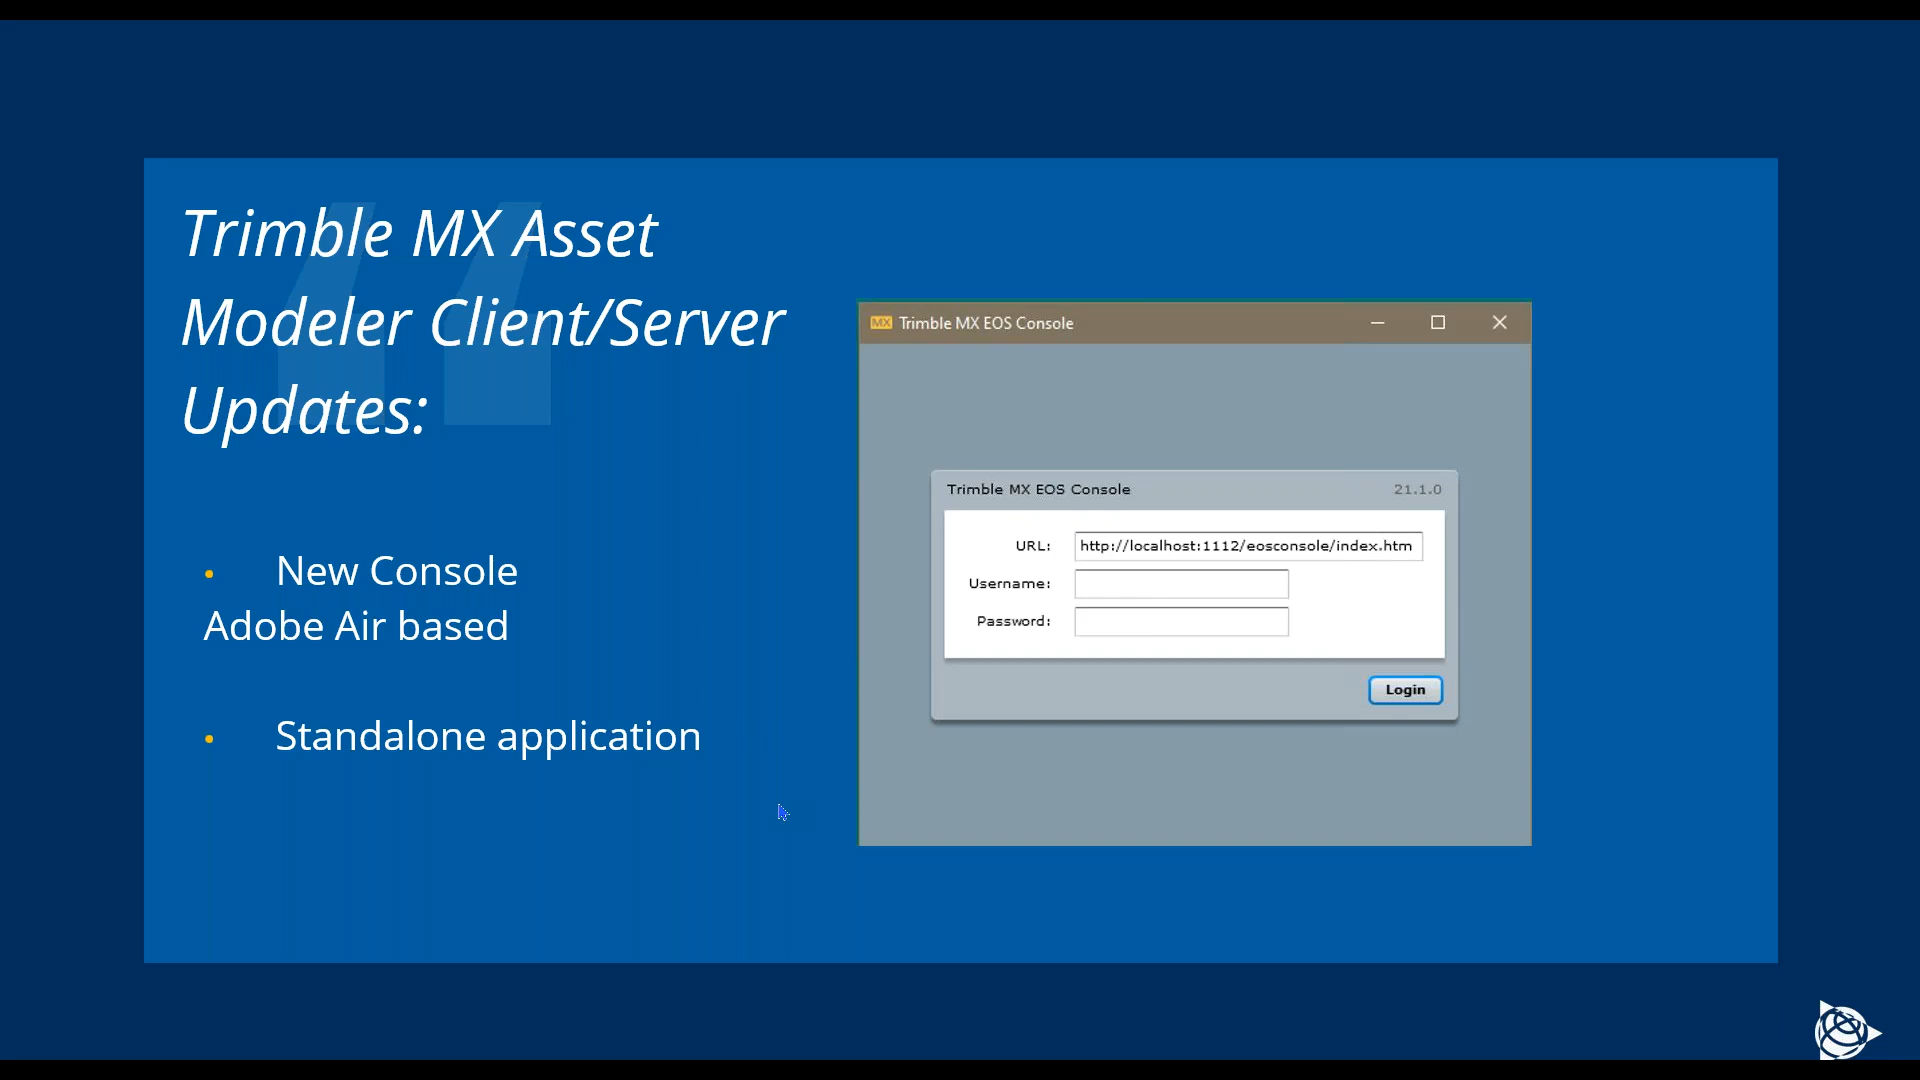 Trimble MX Asset
Modeler Client/Server
Updates:
• New Console
Adobe Air based
• Standalone application
MX Trimble MX EOS Console
Trimble MX EOS Console 21.1.0
URL: http://localhost:1112/eosconsole/index.htm
Username:
Password:
Login